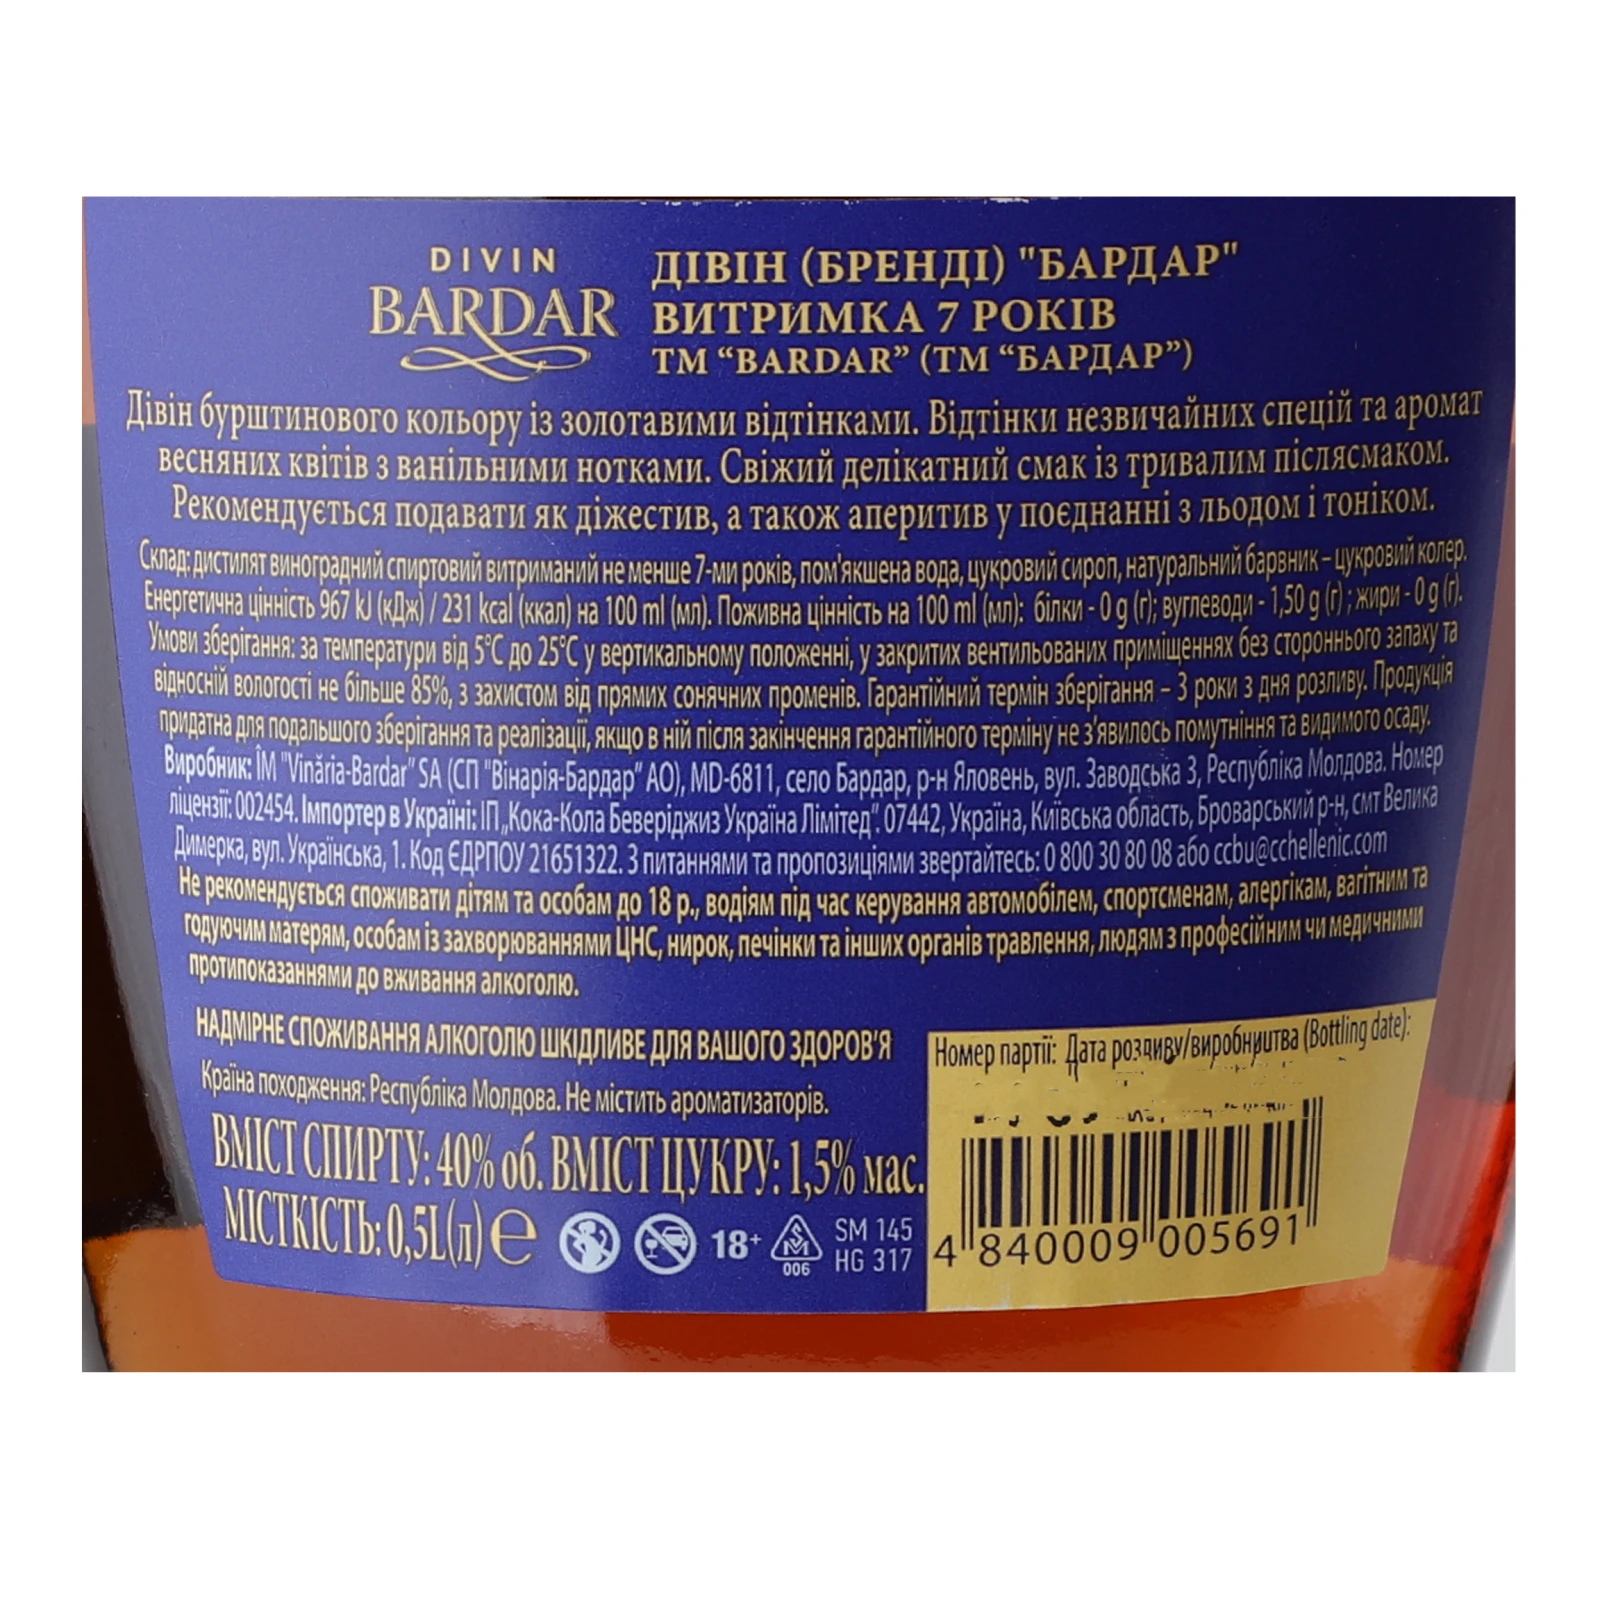 DIVIN
BARDAR
ДІВІН (БРЕНДІ) "БАРДАР"
ВИТРИМКА 7 РОКІВ
ТМ “BARDAR” (ТМ “БАРДАР”)
Дівін бурштинового кольору із золотавими відтінками. Відтінки незвичайних спецій та аромат
весняних квітів з ванільними нотками. Свіжий делікатний смак із тривалим післясмаком.
Рекомендується подавати як діжестив, а також аперитив у поєднанні з льодом і тоніком.
Склад: дистилят виноградний спиртовий витриманий не менше 7-ми років, пом'якшена вода, цукровий сироп, натуральний барвник – цукровий колер.
Енергетична цінність 967 kJ (кДж) / 231 kcal (ккал) на 100 ml (мл). Поживна цінність на 100 ml (мл): білки - 0 g (г); вуглеводи - 1,50 g (г) ; жири - 0 g (г).
Умови зберігання: за температури від 5°C до 25°C у вертикальному положенні, у закритих вентильованих приміщеннях без стороннього запаху та
відносній вологості не більше 85%, з захистом від прямих сонячних променів. Гарантійний термін зберігання – 3 роки з дня розливу. Продукція
придатна для подальшого зберігання та реалізації, якщо в ній після закінчення гарантійного терміну не з'явилось помутніння та видимого осаду.
Виробник: ÎM "Vinăria-Bardar" SA (СП "Вінарія-Бардар" АО), MD-6811, село Бардар, р-н Яловень, вул. Заводська 3, Республіка Молдова. Номер
ліцензії: 002454. Імпортер в Україні: ІП „Кока-Кола Беверіджиз Україна Лімітед". 07442, Україна, Київська область, Броварський р-н, смт Велика
Димерка, вул. Українська, 1. Код ЄДРПОУ 21651322. З питаннями та пропозиціями звертайтесь: 0 800 30 80 08 або ccbu@cchellenic.com
Не рекомендується споживати дітям та особам до 18 р., водіям під час керування автомобілем, спортсменам, алергікам, вагітним та
годуючим матерям, особам із захворюваннями ЦНС, нирок, печінки та інших органів травлення, людям з професійним чи медичними
протипоказаннями до вживання алкоголю.
НАДМІРНЕ СПОЖИВАННЯ АЛКОГОЛЮ ШКІДЛИВЕ ДЛЯ ВАШОГО ЗДОРОВ'Я
Країна походження: Республіка Молдова. Не містить ароматизаторів.
ВМІСТ СПИРТУ: 40% об. ВМІСТ ЦУКРУ: 1,5% мас.
МІСТКІСТЬ: 0,5L(л) e
18+
SM
006
SM 145
HG 317
Номер партії: Дата розливу/виробництва (Bottling date):
4 840009 005691